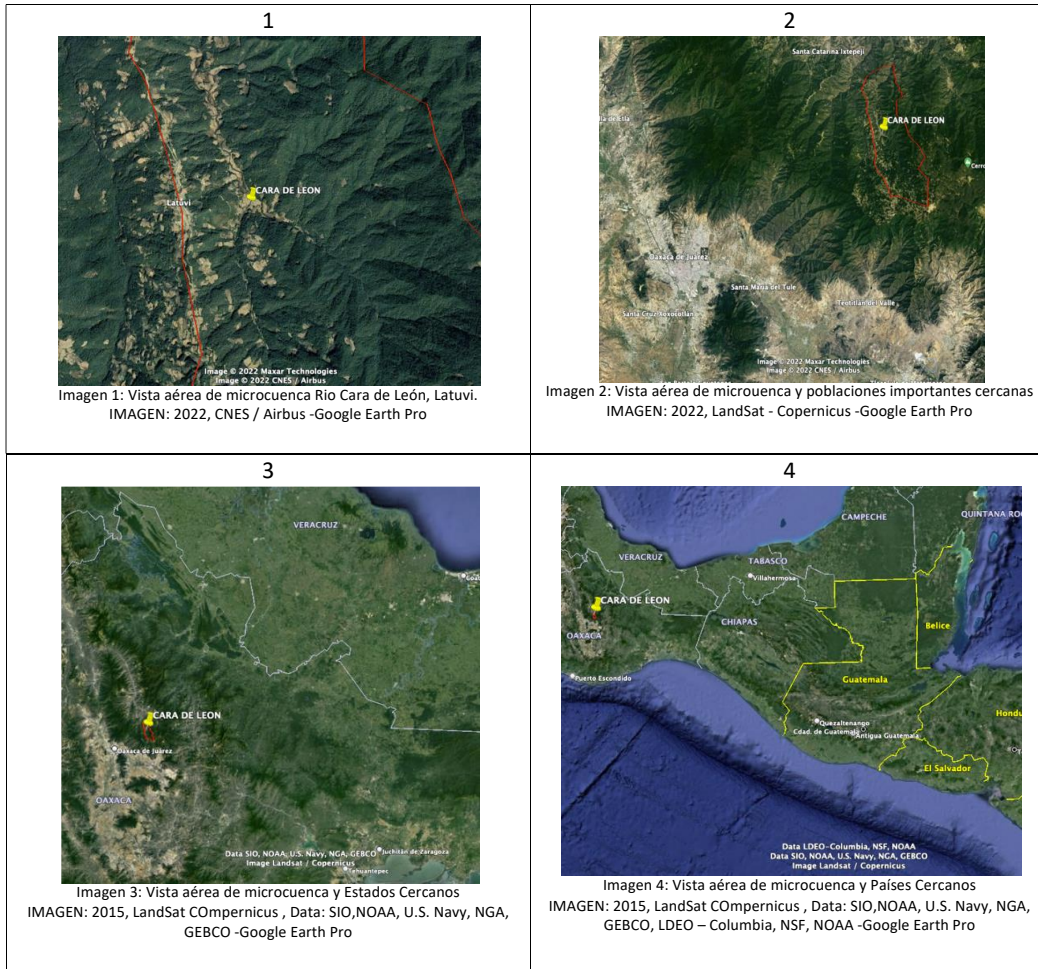 1
Latuvi
CARA DE LEON
Image © 2022 Maxar Technologies
Image © 2022 CNES / Airbus
Imagen 1: Vista aérea de microcuenca Rio Cara de León, Latuvi.
IMAGEN: 2022, CNES / Airbus -Google Earth Pro
2
Santa Catarina Ixtepeji
la de Etla
CARA DE LEON
Cerro
Oaxaca de Juárez
Santa María del Tule
Teotitlán del Valle
Santa Cruz Xoxocotlán
Image © 2022 Maxar Technologies
Image © 2022 CNES / Airbus
Imagen 2: Vista aérea de microuenca y poblaciones importantes cercanas
IMAGEN: 2022, LandSat - Copernicus -Google Earth Pro
3
VERACRUZ
CARA DE LEON
Oaxaca de Juárez
OAXACA
Data SIO, NOAA, U.S. Navy, NGA, GEBCO
Image Landsat / Copernicus
Juchitán de Zaragoza
Tehuantepec
Imagen 3: Vista aérea de microcuenca y Estados Cercanos
IMAGEN: 2015, LandSat COmpernicus , Data: SIO,NOAA, U.S. Navy, NGA,
GEBCO -Google Earth Pro
4
CAMPECHE
QUINTANA RO
VERACRUZ
TABASCO
Villahermosa
CARA DE LEON
CHIAPAS
OAXACA
Belice
Puerto Escondido
Guatemala
Quezaltenango
Cdad. de Guatemala
Antigua Guatemala
Hondu
El Salvador
Data LDEO-Columbia, NSF, NOAA
Data SIO, NOAA, U.S. Navy, NGA, GEBCO
Image Landsat / Copernicus
Imagen 4: Vista aérea de microcuenca y Países Cercanos
IMAGEN: 2015, LandSat COmpernicus , Data: SIO,NOAA, U.S. Navy, NGA,
GEBCO, LDEO – Columbia, NSF, NOAA -Google Earth Pro